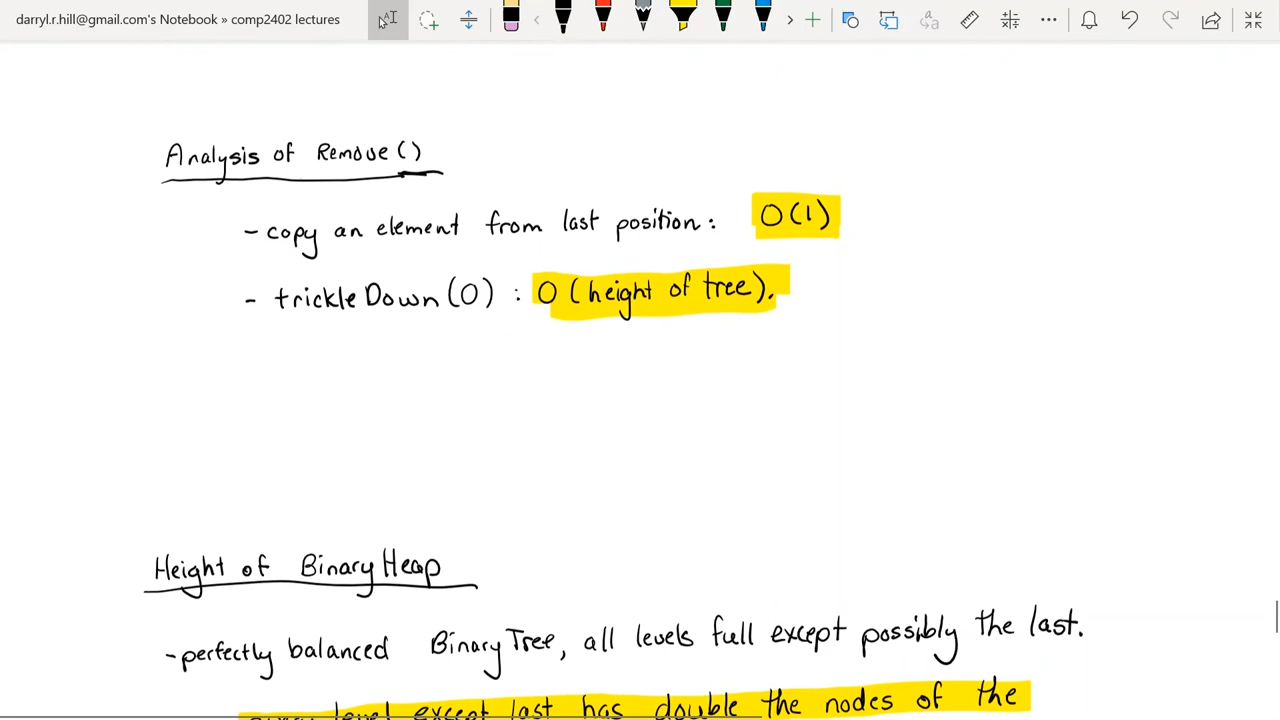 darryl.r.hill@gmail.com's Notebook » comp2402 lectures
Analysis of Remove()
- copy an element from last position: O(1)
- trickleDown(0) : O (height of tree).
Height of BinaryHeap
- perfectly balanced BinaryTree, all levels full except possibly the last.
every level except last has double the nodes of the